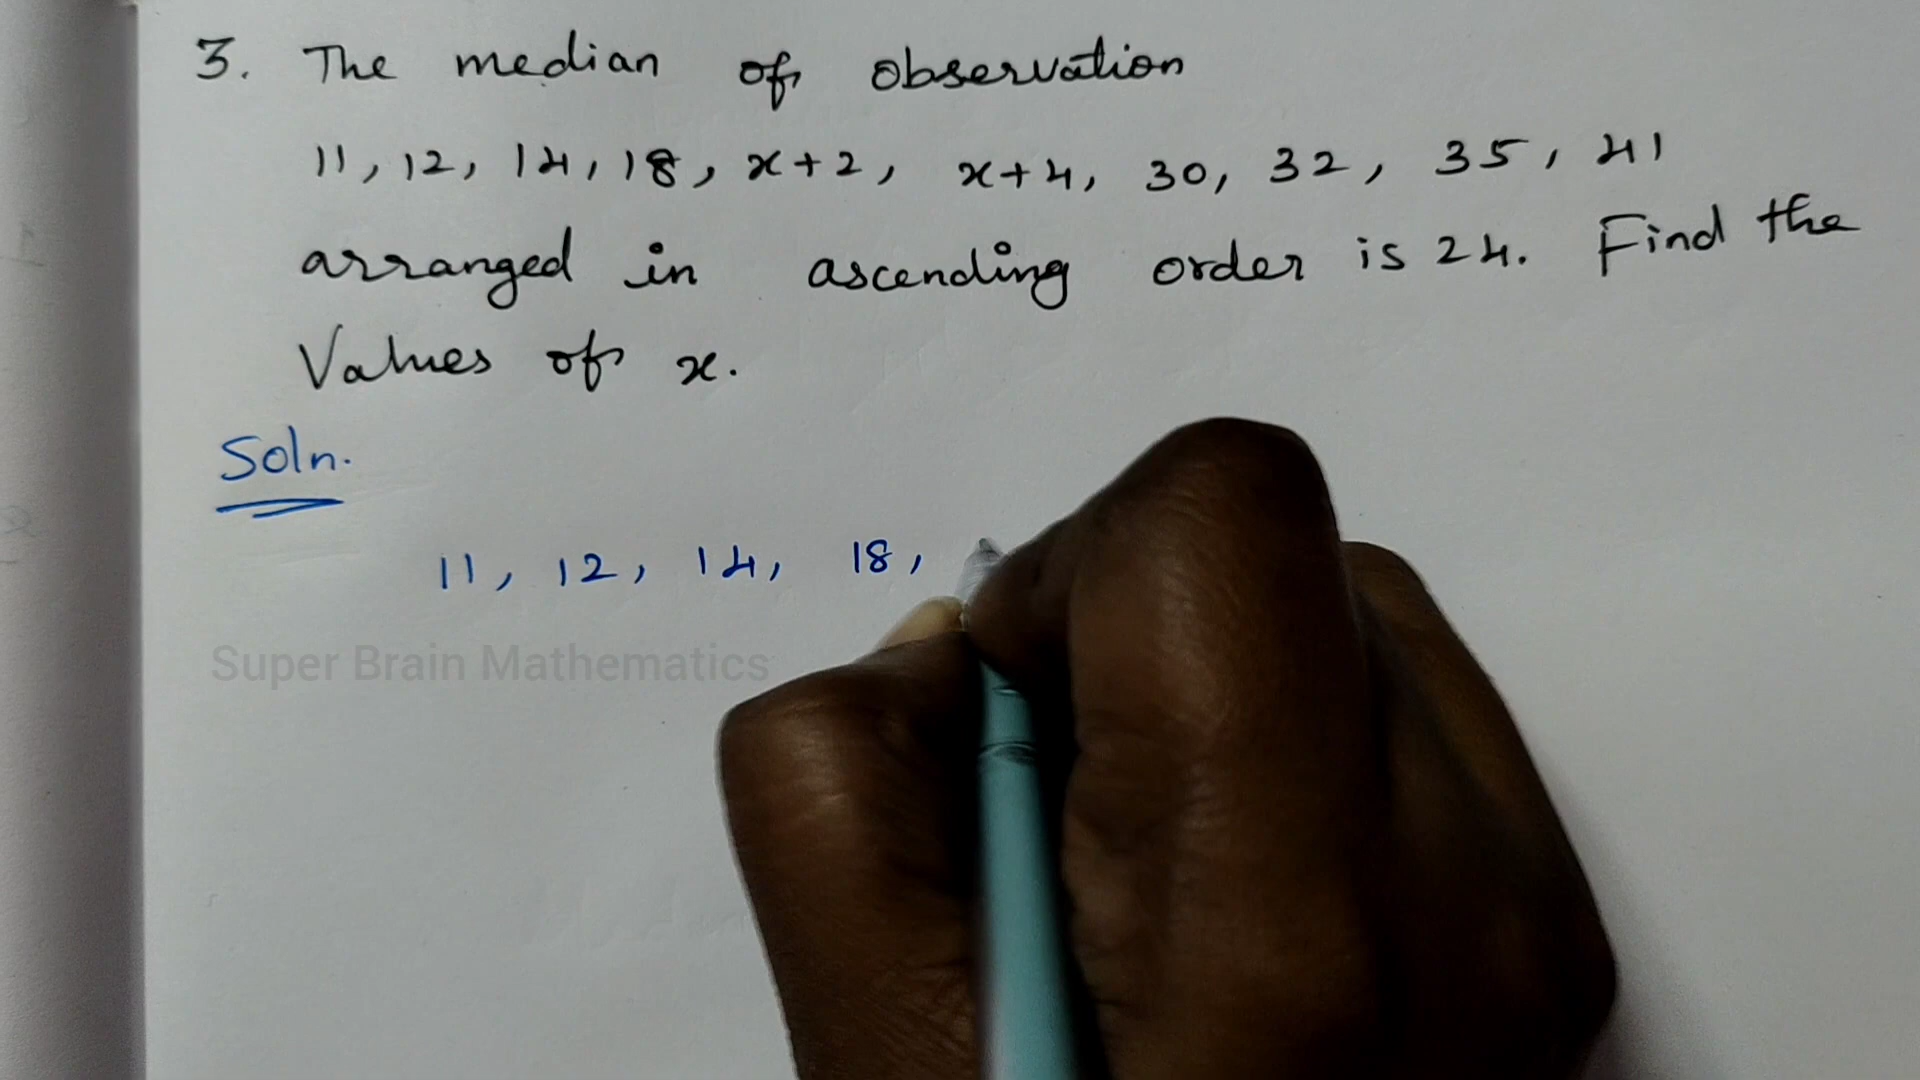 3. The median of observation
11, 12, 14, 18, x+2, x+4, 30, 32, 35, 41
arranged in ascending order is 24. Find the
Values of x.
Soln.
11, 12, 14, 18,
Super Brain Mathematics